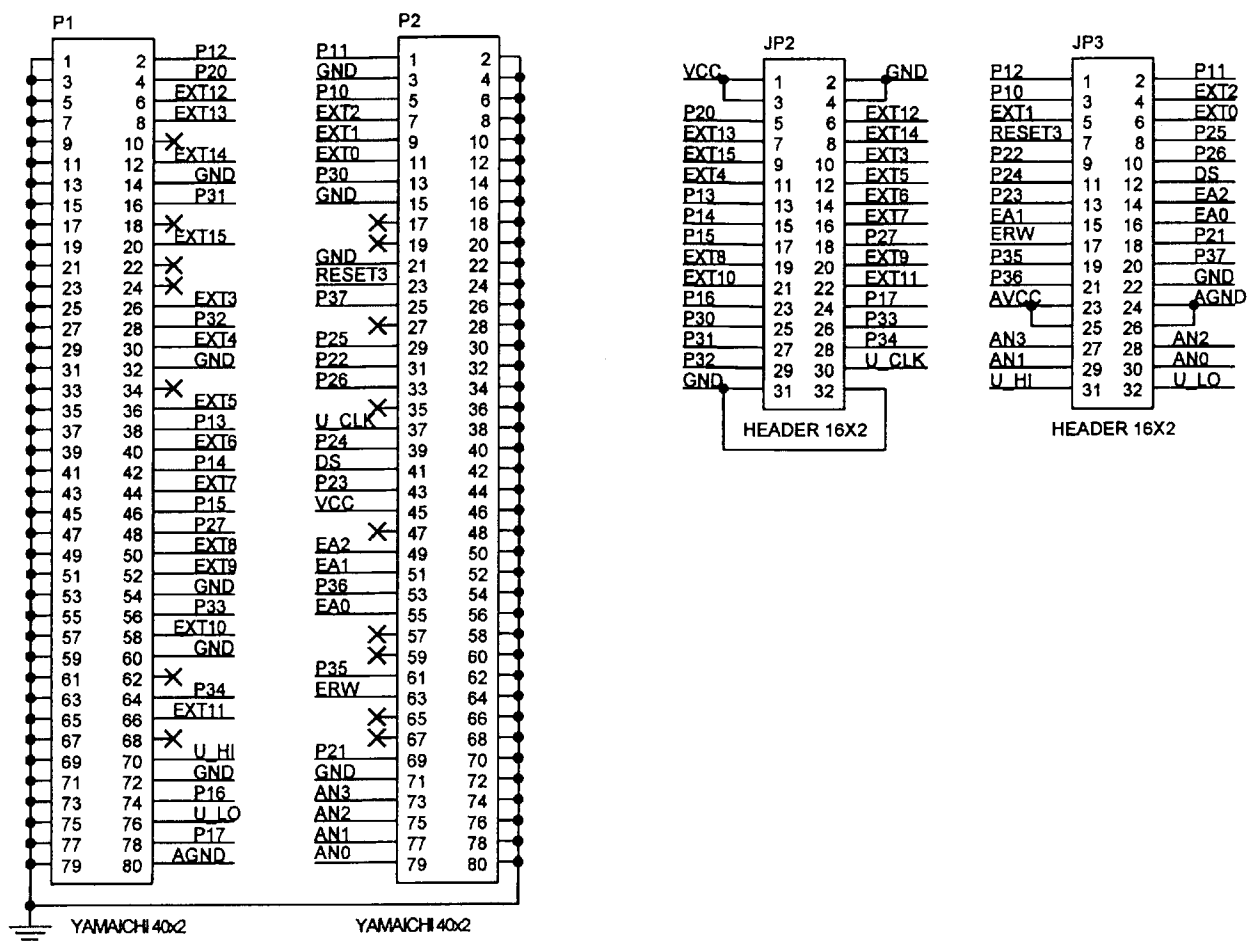 P1
1 2 P12
3 4 P20
5 6 EXT12
7 8 EXT13
9 10
11 12 EXT14
13 14 GND
15 16 P31
17 18
19 20 EXT15
21 22
23 24
25 26 EXT3
27 28 P32
29 30 EXT4
31 32 GND
33 34
35 36 EXT5
37 38 P13
39 40 EXT6
41 42 P14
43 44 EXT7
45 46 P15
47 48 P27
49 50 EXT8
51 52 EXT9
53 54 GND
55 56 P33
57 58 EXT10
59 60 GND
61 62
63 64 P34
65 66 EXT11
67 68
69 70 U_HI
71 72 GND
73 74 P16
75 76 U_LO
77 78 P17
79 80 AGND
YAMAICHI 40x2
P2
P11 1 2
GND 3 4
P10 5 6
EXT2 7 8
EXT1 9 10
EXT0 11 12
P30 13 14
GND 15 16
17 18
19 20
GND 21 22
RESET3 23 24
P37 25 26
27 28
P25 29 30
P22 31 32
P26 33 34
35 36
U_CLK 37 38
P24 39 40
DS 41 42
P23 43 44
VCC 45 46
47 48
EA2 49 50
EA1 51 52
P36 53 54
EA0 55 56
57 58
59 60
P35 61 62
ERW 63 64
65 66
67 68
P21 69 70
GND 71 72
AN3 73 74
AN2 75 76
AN1 77 78
AN0 79 80
YAMAICHI 40x2
JP2
VCC 1 2 GND
3 4
P20 5 6 EXT12
EXT13 7 8 EXT14
EXT15 9 10 EXT3
EXT4 11 12 EXT5
P13 13 14 EXT6
P14 15 16 EXT7
P15 17 18 P27
EXT8 19 20 EXT9
EXT10 21 22 EXT11
P16 23 24 P17
P30 25 26 P33
P31 27 28 P34
P32 29 30 U_CLK
GND 31 32
HEADER 16X2
JP3
P12 1 2 P11
P10 3 4 EXT2
EXT1 5 6 EXT0
RESET3 7 8 P25
P22 9 10 P26
P24 11 12 DS
P23 13 14 EA2
EA1 15 16 EA0
ERW 17 18 P21
P35 19 20 P37
P36 21 22 GND
AVCC 23 24 AGND
25 26
AN3 27 28 AN2
AN1 29 30 AN0
U_HI 31 32 U_LO
HEADER 16X2